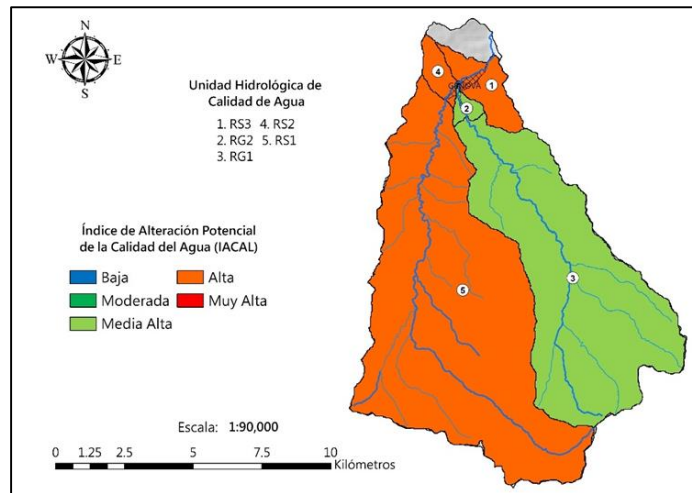 N
W E
S
Unidad Hidrológica de
Calidad de Agua
1. RS3 4. RS2
2. RG2 5. RS1
3. RG1
Índice de Alteración Potencial
de la Calidad del Agua (IACAL)
Baja Alta
Moderada Muy Alta
Media Alta
Escala: 1:90,000
0 1.25 2.5 5 7.5 10
Kilómetros
4
1
GENOVA
2
3
5